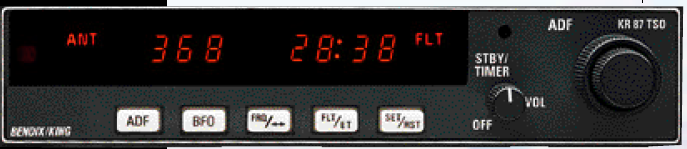 ADF KR 87 TSO
ANT 368 28:38 FLT
STBY/
TIMER
VOL
OFF
ADF BFO FRQ/↔ FLT/ET SET/RST
BENDIX/KING